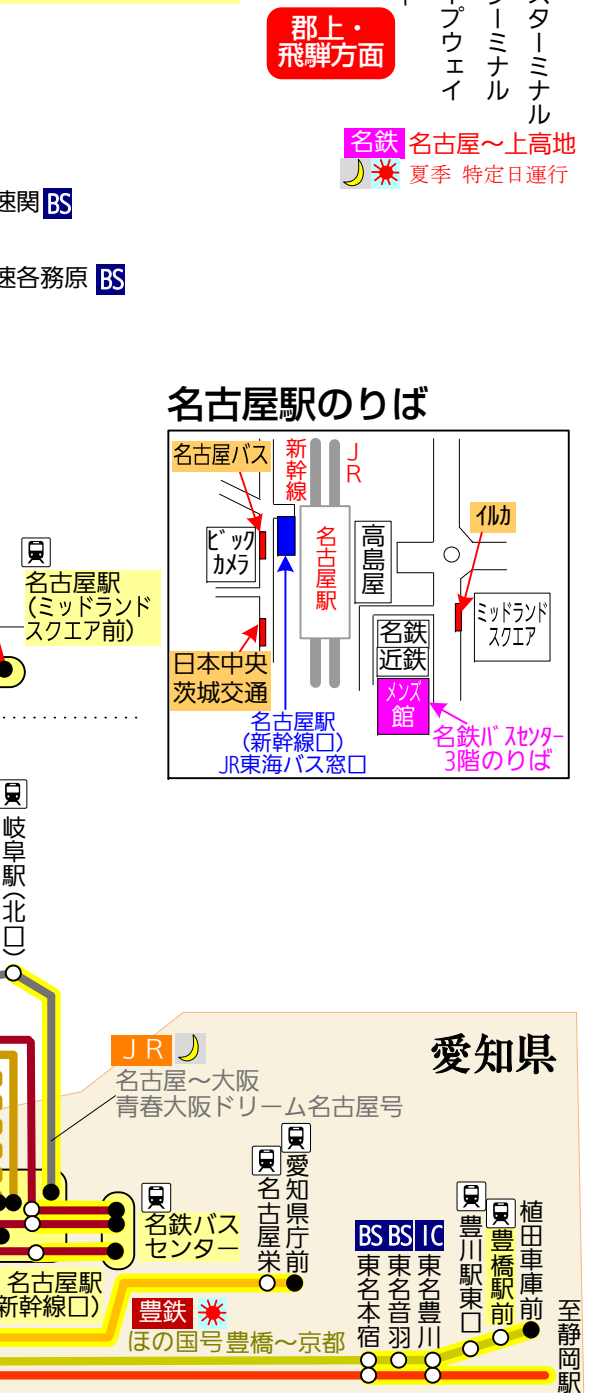 郡上・
飛騨方面
プウェイ
ターミナル
スターミナル
名鉄 名古屋～上高地
夏季 特定日運行
速関 BS
速各務原 BS
名古屋駅のりば
名古屋バス
新幹線
JR
イルカ
ビックカメラ
名古屋駅
高島屋
ミッドランド
スクエア
名鉄
近鉄
メンズ
館
日本中央
茨城交通
名古屋駅
(新幹線口)
JR東海バス窓口
名鉄バスセンター
3階のりば
名古屋駅
(ミッドランド
スクエア前)
岐阜駅(北口)
愛知県
JR
名古屋～大阪
青春大阪ドリーム名古屋号
名鉄バス
センター
名古屋栄
愛知県庁前
BS 東名本宿
BS 東名音羽
IC 東名豊川
豊川駅東口
豊橋駅前
植田車庫前
至静岡駅
名古屋駅
新幹線口)
豊鉄
ほの国号豊橋～京都